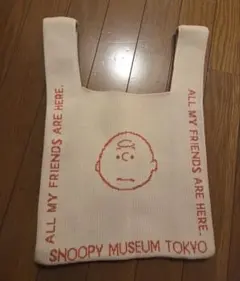 ALL MY FRIENDS ARE HERE.
ALL MY FRIENDS ARE HERE.
SNOOPY MUSEUM TOKYO